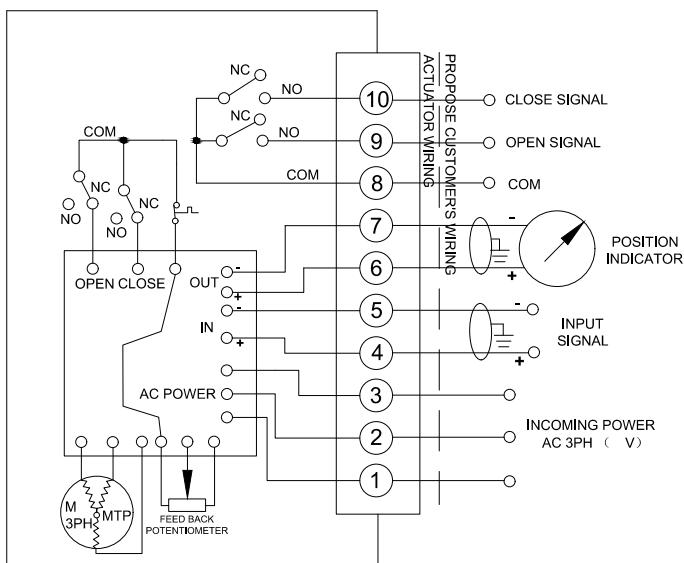 NC
NO
10
CLOSE SIGNAL
NC
NO
9
OPEN SIGNAL
COM
COM
8
COM
NC
NC
NO
NO
7
-
POSITION
INDICATOR
6
+
OPEN CLOSE
OUT
-
+
5
-
INPUT
SIGNAL
IN
-
+
4
+
3
AC POWER
2
INCOMING POWER
AC 3PH ( V)
1
M
3PH
MTP
FEED BACK
POTENTIOMETER
ACTUATOR WIRING
PROPOSE CUSTOMER'S WIRING